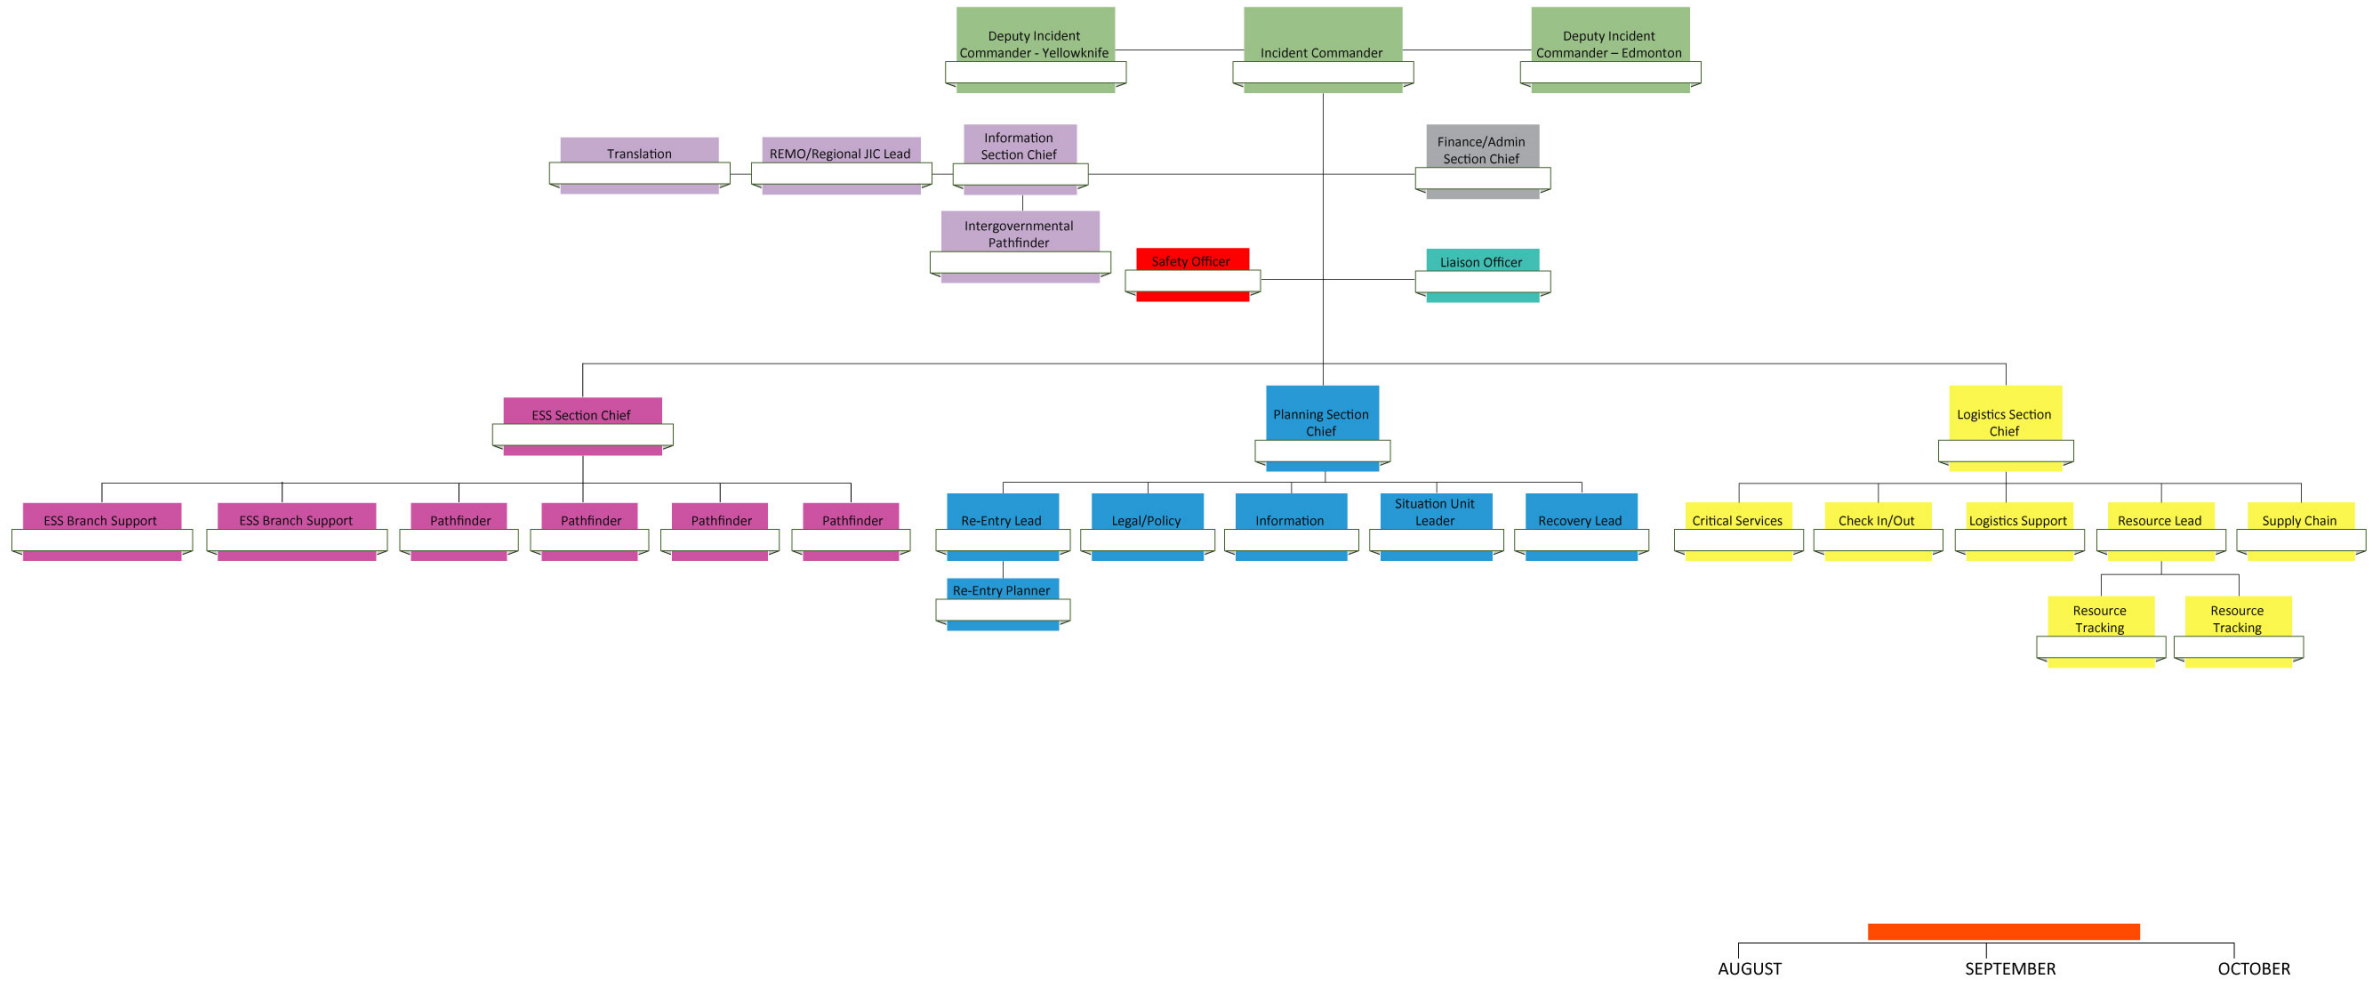 Deputy Incident
Commander - Yellowknife
Incident Commander
Deputy Incident
Commander – Edmonton
Translation
REMO/Regional JIC Lead
Information
Section Chief
Finance/Admin
Section Chief
Intergovernmental
Pathfinder
Safety Officer
Liaison Officer
ESS Section Chief
Planning Section
Chief
Logistics Section
Chief
ESS Branch Support
ESS Branch Support
Pathfinder
Pathfinder
Pathfinder
Pathfinder
Re-Entry Lead
Legal/Policy
Information
Situation Unit
Leader
Recovery Lead
Critical Services
Check In/Out
Logistics Support
Resource Lead
Supply Chain
Re-Entry Planner
Resource
Tracking
Resource
Tracking
AUGUST
SEPTEMBER
OCTOBER